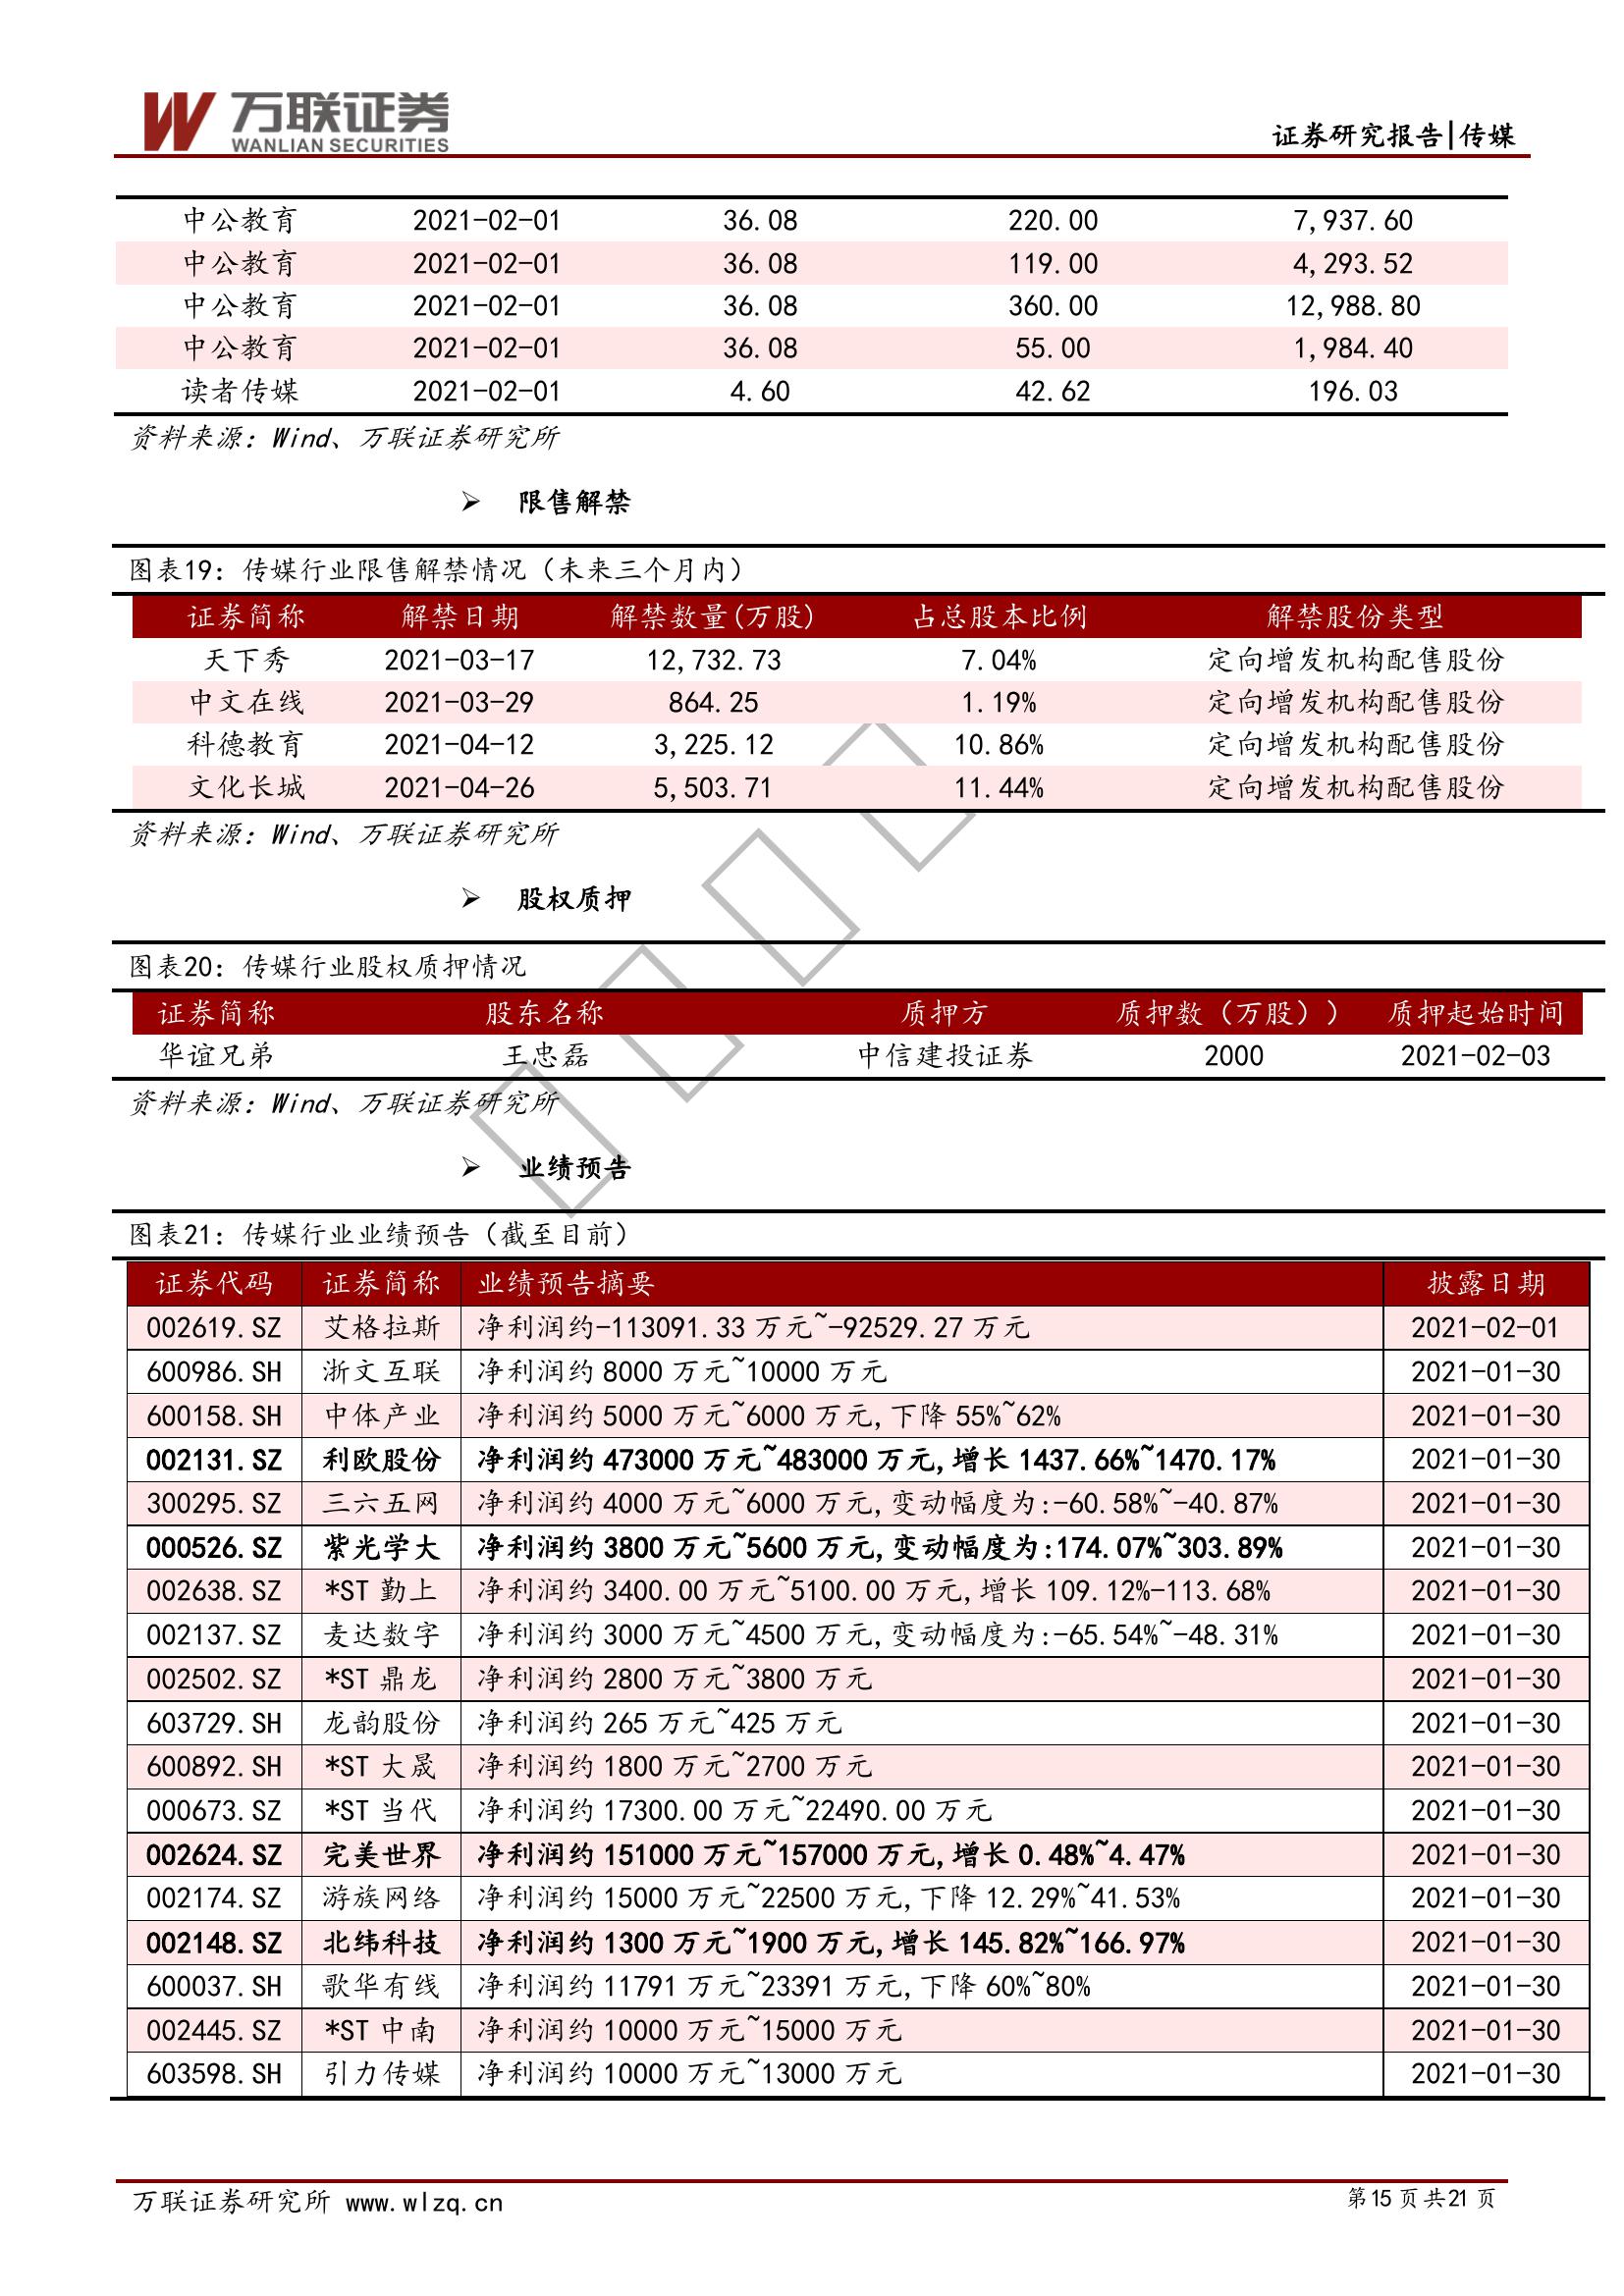 万联证券
WANLIAN SECURITIES
证券研究报告|传媒
中公教育 2021-02-01 36.08 220.00 7,937.60
中公教育 2021-02-01 36.08 119.00 4,293.52
中公教育 2021-02-01 36.08 360.00 12,988.80
中公教育 2021-02-01 36.08 55.00 1,984.40
读者传媒 2021-02-01 4.60 42.62 196.03
资料来源：Wind、万联证券研究所
➢ 限售解禁
图表19：传媒行业限售解禁情况（未来三个月内）
证券简称 解禁日期 解禁数量(万股) 占总股本比例 解禁股份类型
天下秀 2021-03-17 12,732.73 7.04% 定向增发机构配售股份
中文在线 2021-03-29 864.25 1.19% 定向增发机构配售股份
科德教育 2021-04-12 3,225.12 10.86% 定向增发机构配售股份
文化长城 2021-04-26 5,503.71 11.44% 定向增发机构配售股份
资料来源：Wind、万联证券研究所
➢ 股权质押
图表20：传媒行业股权质押情况
证券简称 股东名称 质押方 质押数（万股）） 质押起始时间
华谊兄弟 王忠磊 中信建投证券 2000 2021-02-03
资料来源：Wind、万联证券研究所
➢ 业绩预告
图表21：传媒行业业绩预告（截至目前）
证券代码 证券简称 业绩预告摘要 披露日期
002619.SZ 艾格拉斯 净利润约-113091.33 万元~-92529.27 万元 2021-02-01
600986.SH 浙文互联 净利润约 8000 万元~10000 万元 2021-01-30
600158.SH 中体产业 净利润约 5000 万元~6000 万元,下降 55%~62% 2021-01-30
002131.SZ 利欧股份 净利润约 473000 万元~483000 万元,增长 1437.66%~1470.17% 2021-01-30
300295.SZ 三六五网 净利润约 4000 万元~6000 万元,变动幅度为:-60.58%~-40.87% 2021-01-30
000526.SZ 紫光学大 净利润约 3800 万元~5600 万元,变动幅度为:174.07%~303.89% 2021-01-30
002638.SZ *ST 勤上 净利润约 3400.00 万元~5100.00 万元,增长 109.12%-113.68% 2021-01-30
002137.SZ 麦达数字 净利润约 3000 万元~4500 万元,变动幅度为:-65.54%~-48.31% 2021-01-30
002502.SZ *ST 鼎龙 净利润约 2800 万元~3800 万元 2021-01-30
603729.SH 龙韵股份 净利润约 265 万元~425 万元 2021-01-30
600892.SH *ST 大晟 净利润约 1800 万元~2700 万元 2021-01-30
000673.SZ *ST 当代 净利润约 17300.00 万元~22490.00 万元 2021-01-30
002624.SZ 完美世界 净利润约 151000 万元~157000 万元,增长 0.48%~4.47% 2021-01-30
002174.SZ 游族网络 净利润约 15000 万元~22500 万元,下降 12.29%~41.53% 2021-01-30
002148.SZ 北纬科技 净利润约 1300 万元~1900 万元,增长 145.82%~166.97% 2021-01-30
600037.SH 歌华有线 净利润约 11791 万元~23391 万元,下降 60%~80% 2021-01-30
002445.SZ *ST 中南 净利润约 10000 万元~15000 万元 2021-01-30
603598.SH 引力传媒 净利润约 10000 万元~13000 万元 2021-01-30
万联证券研究所 www.wlzq.cn 第 15 页 共 21 页